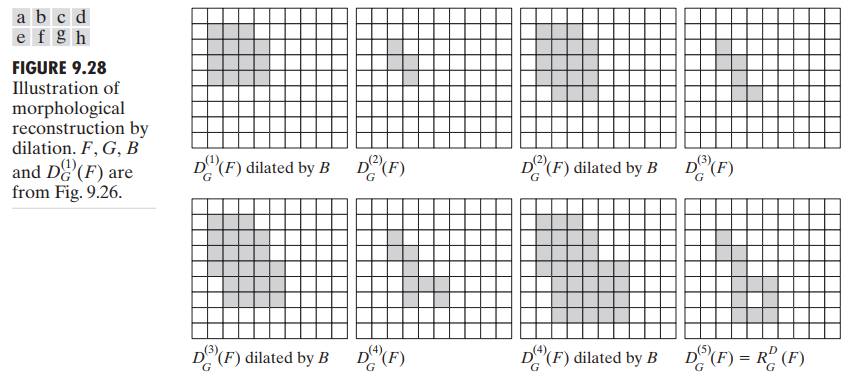 a b c d
e f g h
FIGURE 9.28
Illustration of
morphological
reconstruction by
dilation. F, G, B
and D_G^(1)(F) are
from Fig. 9.26.
D_G^(1)(F) dilated by B
D_G^(2)(F)
D_G^(2)(F) dilated by B
D_G^(3)(F)
D_G^(3)(F) dilated by B
D_G^(4)(F)
D_G^(4)(F) dilated by B
D_G^(5)(F) = R_G^D (F)